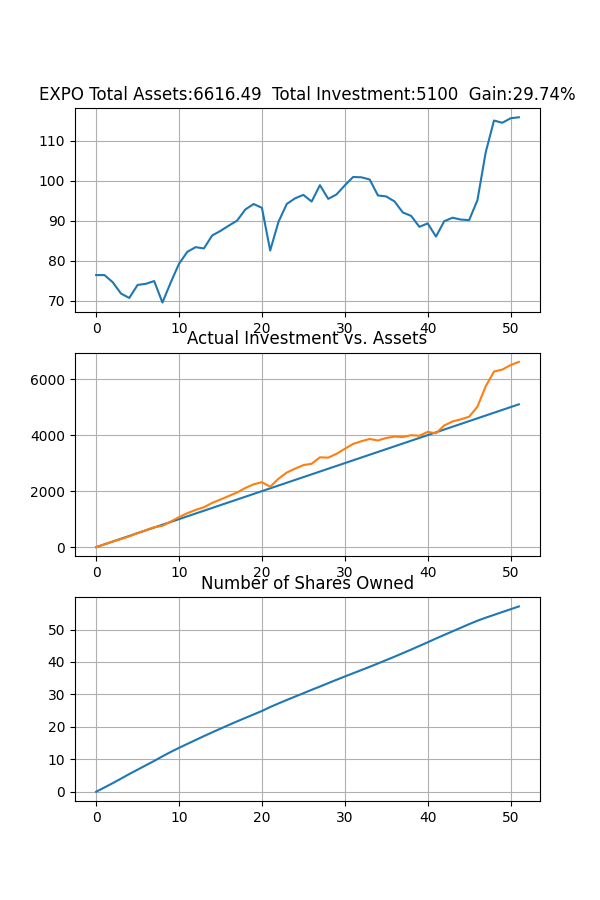 EXPO Total Assets:6616.49  Total Investment:5100  Gain:29.74%
110
100
90
80
70
0 10 20 30 40 50
Actual Investment vs. Assets
6000
4000
2000
0
0 10 20 30 40 50
Number of Shares Owned
50
40
30
20
10
0
0 10 20 30 40 50